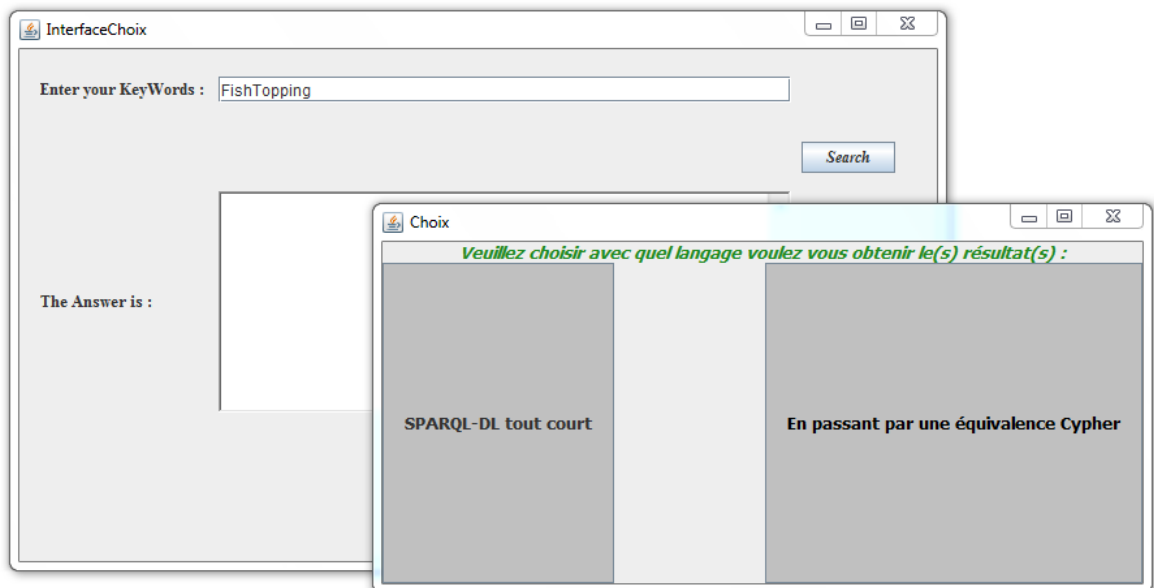 InterfaceChoix
Enter your KeyWords : FishTopping
Search
The Answer is :
Choix
Veuillez choisir avec quel langage voulez vous obtenir le(s) résultat(s) :
SPARQL-DL tout court
En passant par une équivalence Cypher